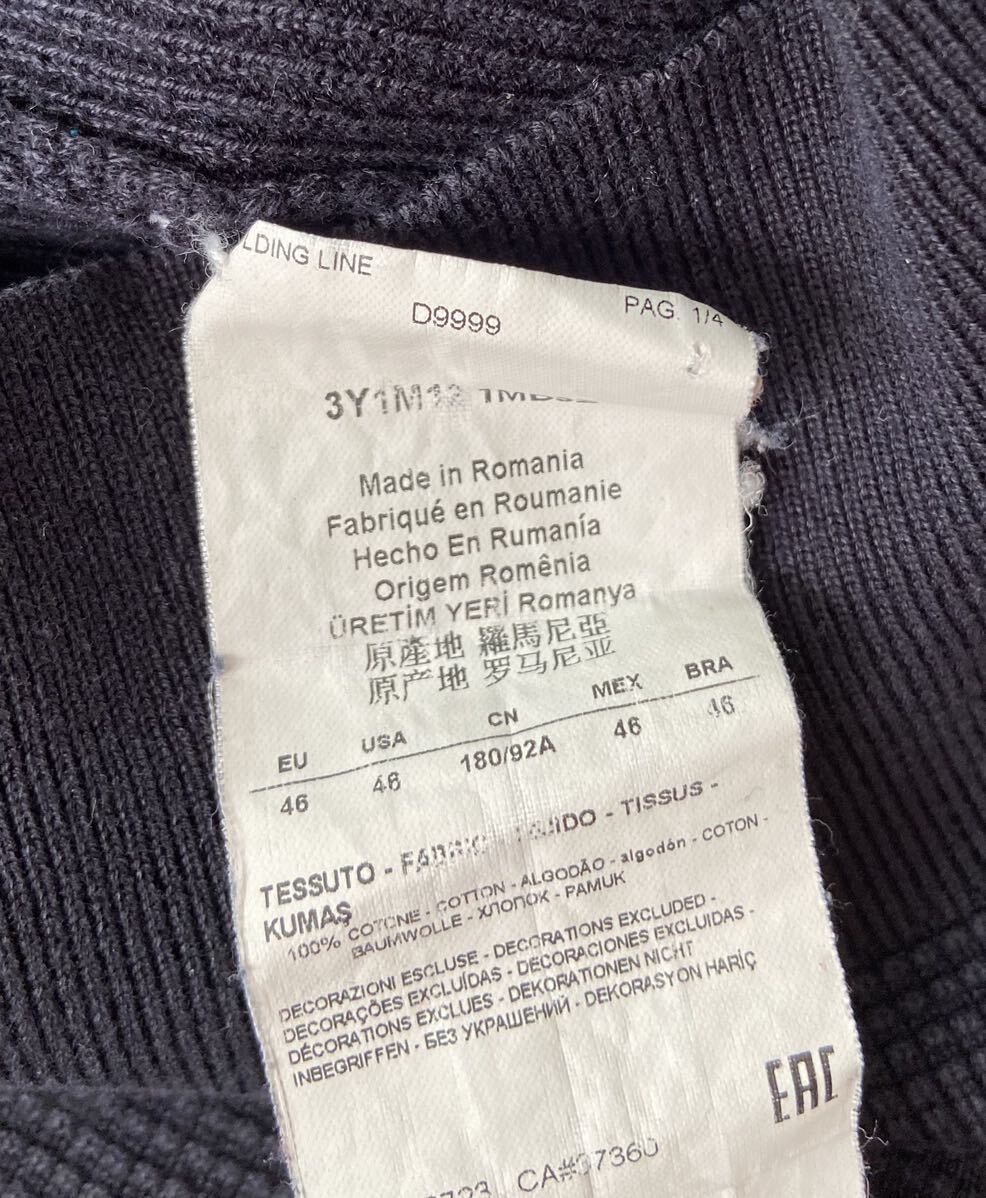 LDING LINE
D9999
PAG. 1/4
Made in Romania
Fabriqué en Roumanie
Hecho En Rumanía
Origem Romênia
ÜRETİM YERİ Romanya
原產地 羅馬尼亞
原产地 罗马尼亚
EU USA CN MEX BRA
46 46 180/92A 46 46
TESSUTO - - TISSUS -
KUMAŞ
100% COTONE - COTTON - ALGODÃO - algodón - COTON -
BAUMWOLLE - ХЛОПОК - PAMUK
DECORAZIONI ESCLUSE - DECORATIONS EXCLUDED -
DECORAÇÕES EXCLUÍDAS - DECORACIONES EXCLUIDAS -
DÉCORATIONS EXCLUES - DEKORATIONEN NICHT
INBEGRIFFEN - БЕЗ УКРАШЕНИЙ - DEKORASYON HARİÇ
EAC
CA#37360